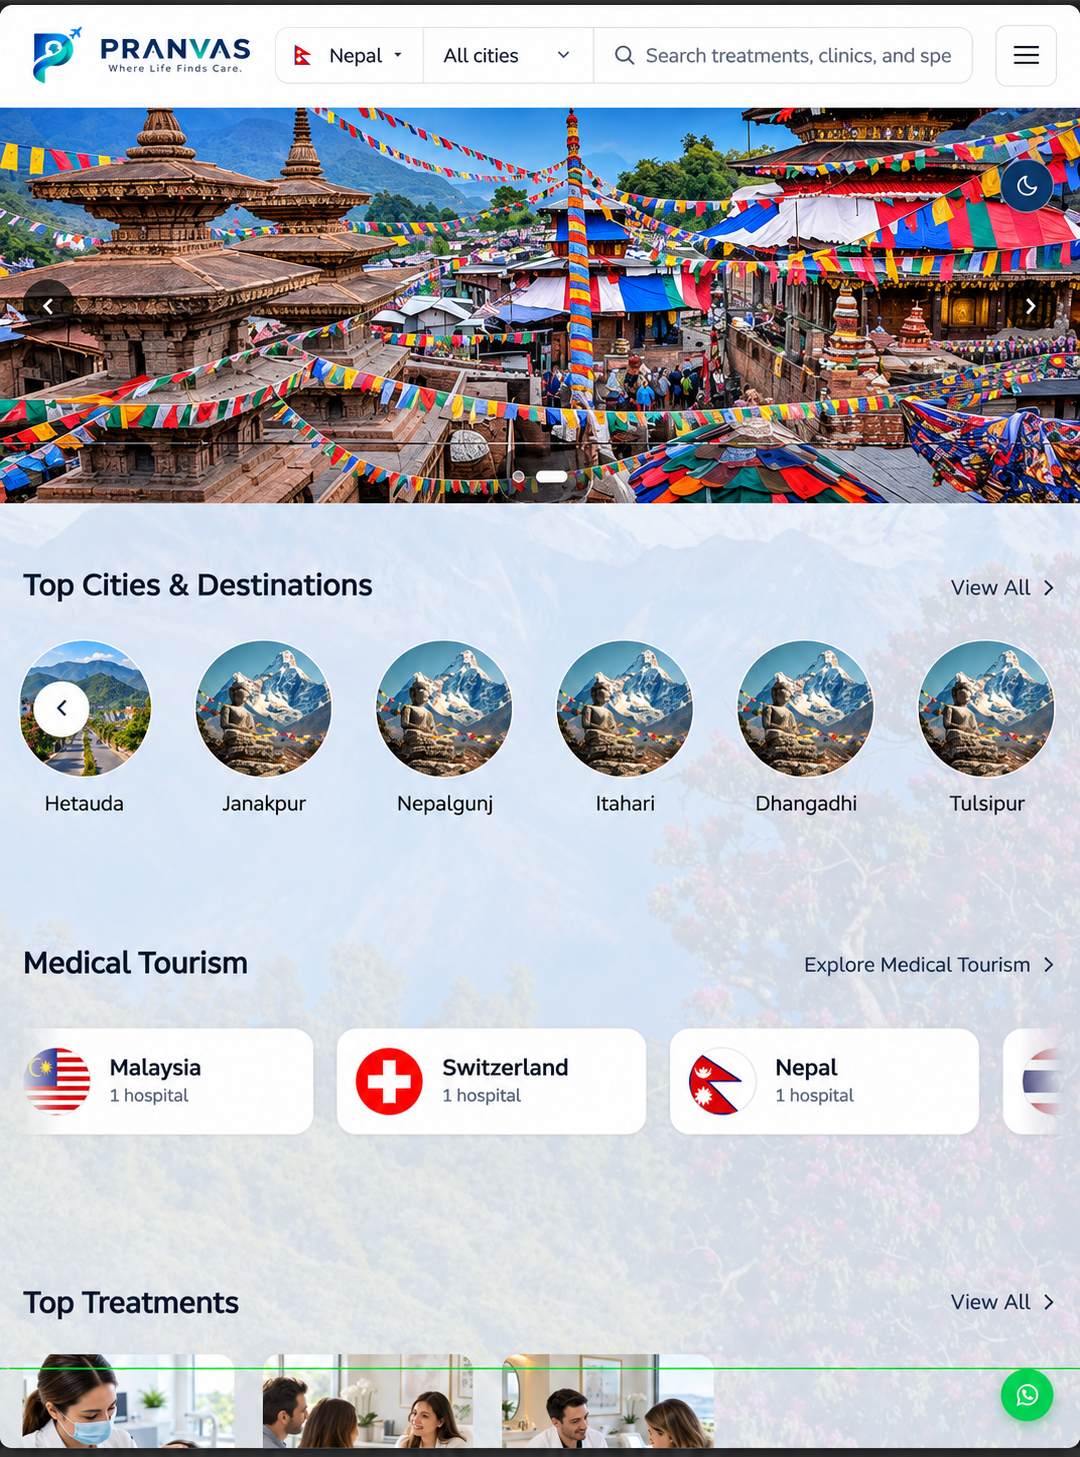 PRANVAS
Where Life Finds Care.
Nepal
All cities
Search treatments, clinics, and spe
Top Cities & Destinations
View All
Hetauda
Janakpur
Nepalgunj
Itahari
Dhangadhi
Tulsipur
Medical Tourism
Explore Medical Tourism
Malaysia
1 hospital
Switzerland
1 hospital
Nepal
1 hospital
Top Treatments
View All